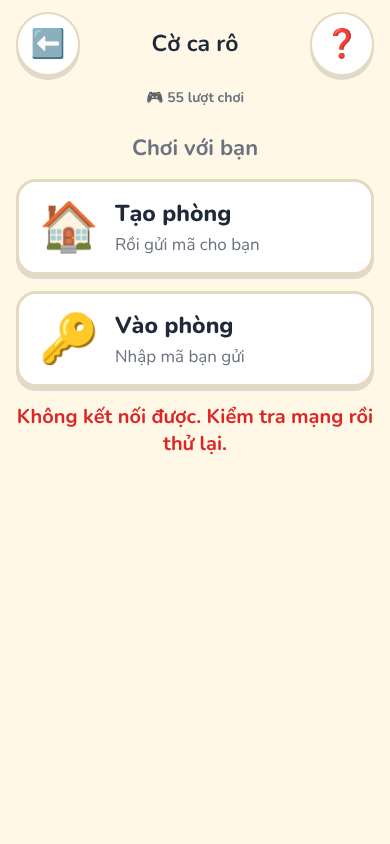 Cờ ca rô
55 lượt chơi
Chơi với bạn
Tạo phòng
Rồi gửi mã cho bạn
Vào phòng
Nhập mã bạn gửi
Không kết nối được. Kiểm tra mạng rồi
thử lại.